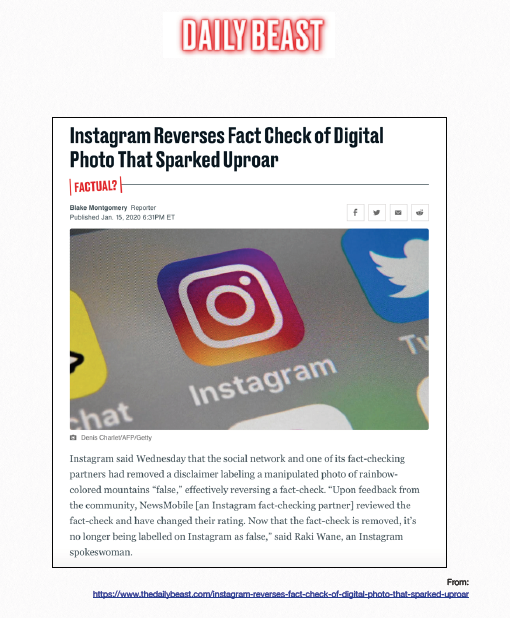 DAILY BEAST
Instagram Reverses Fact Check of Digital
Photo That Sparked Uproar
FACTUAL?
Blake Montgomery Reporter
Published Jan. 15, 2020 6:31PM ET
chat
Instagram
Tw
Denis Charlet/AFP/Getty
Instagram said Wednesday that the social network and one of its fact-checking
partners had removed a disclaimer labeling a manipulated photo of rainbow-
colored mountains “false,” effectively reversing a fact-check. “Upon feedback from
the community, NewsMobile [an Instagram fact-checking partner] reviewed the
fact-check and have changed their rating. Now that the fact-check is removed, it’s
no longer being labelled on Instagram as false,” said Raki Wane, an Instagram
spokeswoman.
From:
https://www.thedailybeast.com/instagram-reverses-fact-check-of-digital-photo-that-sparked-uproar